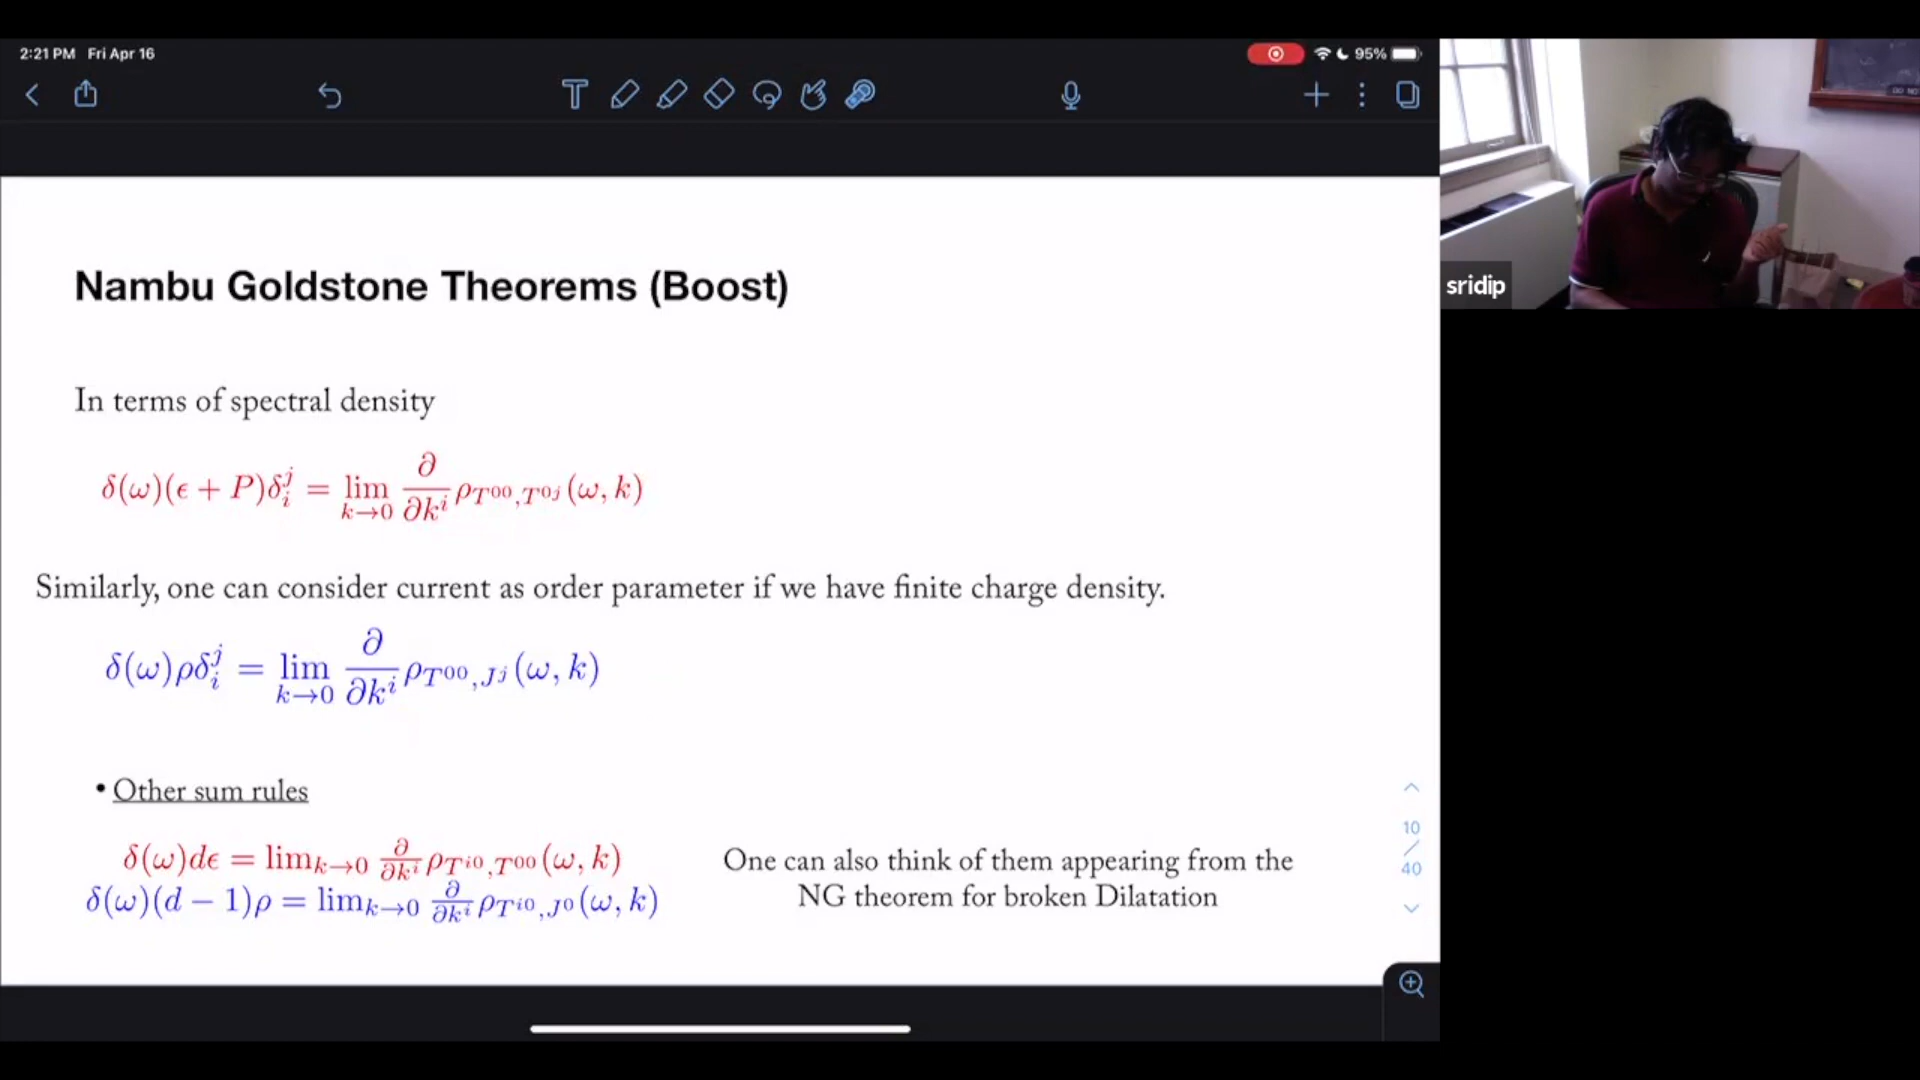 2:21 PM Fri Apr 16
95%
Nambu Goldstone Theorems (Boost)
In terms of spectral density
δ(ω)(ϵ + P)δ_i^j = lim_{k→0} ∂/∂k^i ρ_{T^{00},T^{0j}}(ω, k)
Similarly, one can consider current as order parameter if we have finite charge density.
δ(ω)ρδ_i^j = lim_{k→0} ∂/∂k^i ρ_{T^{00},J^j}(ω, k)
• Other sum rules
δ(ω)dϵ = lim_{k→0} ∂/∂k^i ρ_{T^{i0},T^{00}}(ω, k)
δ(ω)(d − 1)ρ = lim_{k→0} ∂/∂k^i ρ_{T^{i0},J^0}(ω, k)
One can also think of them appearing from the
NG theorem for broken Dilatation
10
/
40
sridip